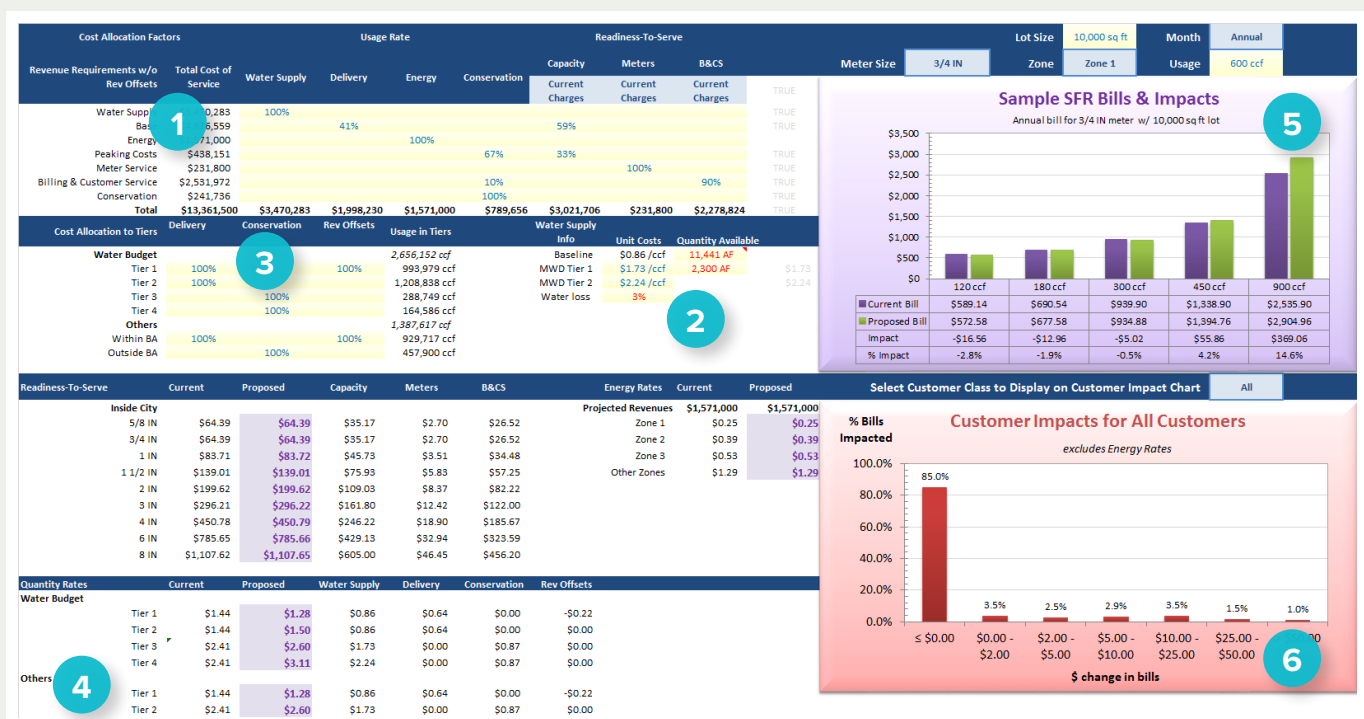 Cost Allocation Factors Usage Rate Readiness-To-Serve Lot Size 10,000 sq ft Month Annual
Capacity Meters B&CS Meter Size 3/4 IN Zone Zone 1 Usage 600 ccf
Revenue Requirements w/o Rev Offsets Total Cost of Service Water Supply Delivery Energy Conservation Current Charges Current Charges Current Charges TRUE
Water Supply 283 100% TRUE
Base 559 41% 59% TRUE
Energy 000 100%
Peaking Costs $438,151 67% 33% TRUE
Meter Service $231,800 100% TRUE
Billing & Customer Service $2,531,972 10% 90% TRUE
Conservation $241,736 100% TRUE
Total $13,361,500 $3,470,283 $1,998,230 $1,571,000 $789,656 $3,021,706 $231,800 $2,278,824 TRUE
1
Cost Allocation to Tiers Delivery Conservation Rev Offsets Usage in Tiers Water Supply Info Unit Costs Quantity Available
Water Budget 2,656,152 ccf Baseline $0.86 /ccf 11,441 AF
Tier 1 100% 100% 993,979 ccf MWD Tier 1 $1.73 /ccf 2,300 AF $1.73
Tier 2 100% 1,208,838 ccf MWD Tier 2 $2.24 /ccf $2.24
Tier 3 100% 288,749 ccf Water loss 3%
Tier 4 100% 164,586 ccf
Others 1,387,617 ccf
Within BA 100% 100% 929,717 ccf
Outside BA 100% 457,900 ccf
3
2
Readiness-To-Serve Current Proposed Capacity Meters B&CS Energy Rates Current Proposed
Inside City Projected Revenues $1,571,000 $1,571,000
5/8 IN $64.39 $64.39 $35.17 $2.70 $26.52 Zone 1 $0.25 $0.25
3/4 IN $64.39 $64.39 $35.17 $2.70 $26.52 Zone 2 $0.39 $0.39
1 IN $83.71 $83.72 $45.73 $3.51 $34.48 Zone 3 $0.53 $0.53
1 1/2 IN $139.01 $139.01 $75.93 $5.83 $57.25 Other Zones $1.29 $1.29
2 IN $199.62 $199.62 $109.03 $8.37 $82.22
3 IN $296.21 $296.22 $161.80 $12.42 $122.00
4 IN $450.78 $450.79 $246.22 $18.90 $185.67
6 IN $785.65 $785.66 $429.13 $32.94 $323.59
8 IN $1,107.62 $1,107.65 $605.00 $46.45 $456.20
Quantity Rates Current Proposed Water Supply Delivery Conservation Rev Offsets
Water Budget
Tier 1 $1.44 $1.28 $0.86 $0.64 $0.00 -$0.22
Tier 2 $1.44 $1.50 $0.86 $0.64 $0.00 $0.00
Tier 3 $2.41 $2.60 $1.73 $0.00 $0.87 $0.00
Tier 4 $2.41 $3.11 $2.24 $0.00 $0.87 $0.00
Others
Tier 1 $1.44 $1.28 $0.86 $0.64 $0.00 -$0.22
Tier 2 $2.41 $2.60 $1.73 $0.00 $0.87 $0.00
4
Sample SFR Bills & Impacts
Annual bill for 3/4 IN meter w/ 10,000 sq ft lot
5
$3,500
$3,000
$2,500
$2,000
$1,500
$1,000
$500
$0
120 ccf 180 ccf 300 ccf 450 ccf 900 ccf
Current Bill $589.14 $690.54 $939.90 $1,338.90 $2,535.90
Proposed Bill $572.58 $677.58 $934.88 $1,394.76 $2,904.96
Impact -$16.56 -$12.96 -$5.02 $55.86 $369.06
% Impact -2.8% -1.9% -0.5% 4.2% 14.6%
Select Customer Class to Display on Customer Impact Chart All
Customer Impacts for All Customers
excludes Energy Rates
% Bills
Impacted
100.0%
80.0%
60.0%
40.0%
20.0%
0.0%
85.0% 3.5% 2.5% 2.9% 3.5% 1.5% 1.0%
≤ $0.00 $0.00 - $2.00 $2.00 - $5.00 $5.00 - $10.00 $10.00 - $25.00 $25.00 - $50.00
$ change in bills
6